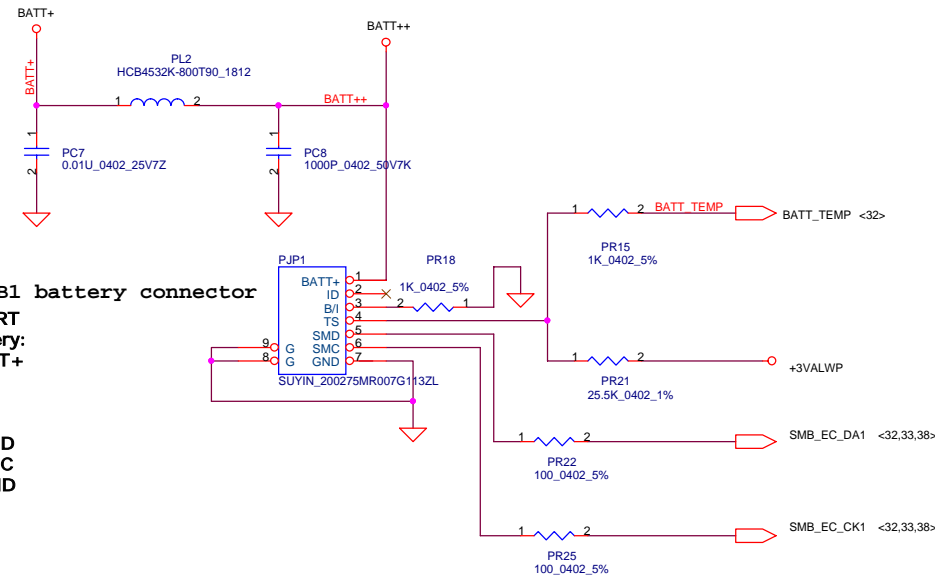 BATT+
BATT++
PL2
HCB4532K-800T90_1812
BATT+
1
2
BATT++
1
2
PC7
0.01U_0402_25V7Z
1
2
PC8
1000P_0402_50V7K
1
2
BATT_TEMP
BATT_TEMP <32>
PR15
1K_0402_5%
PJP1
PR18
B1 battery connector
1K_0402_5%
BATT+
1
ID
2
B/I
3
2
1
TS
4
SMD
5
SMC
6
GND
7
9
G
8
G
RT
ery:
T+
SUYIN_200275MR007G113ZL
1
2
+3VALWP
PR21
25.5K_0402_1%
D
C
ND
1
2
SMB_EC_DA1 <32,33,38>
PR22
100_0402_5%
1
2
SMB_EC_CK1 <32,33,38>
PR25
100_0402_5%